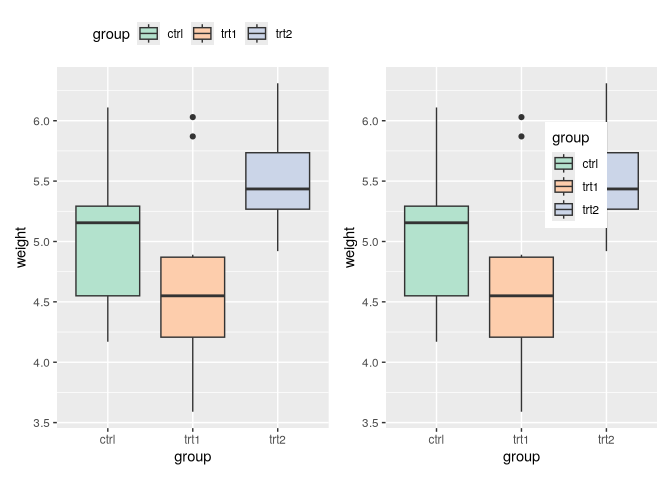 group ctrl trt1 trt2
6.0
5.5
5.0
4.5
4.0
3.5
weight
ctrl trt1 trt2
group
6.0
5.5
5.0
4.5
4.0
3.5
weight
group
ctrl
trt1
trt2
ctrl trt1 trt2
group